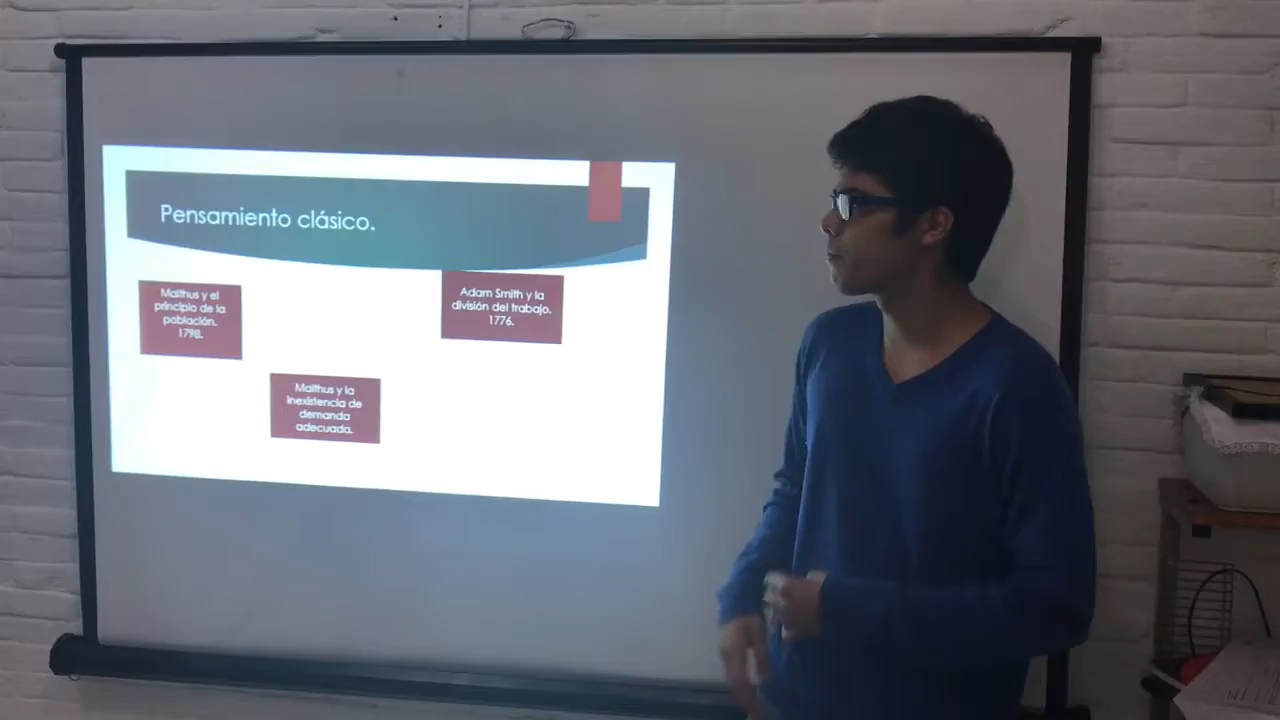 Pensamiento clásico.
Malthus y el
principio de la
población.
1798.
Adam Smith y la
división del trabajo.
1776.
Malthus y la
inexistencia de
demanda
adecuada.